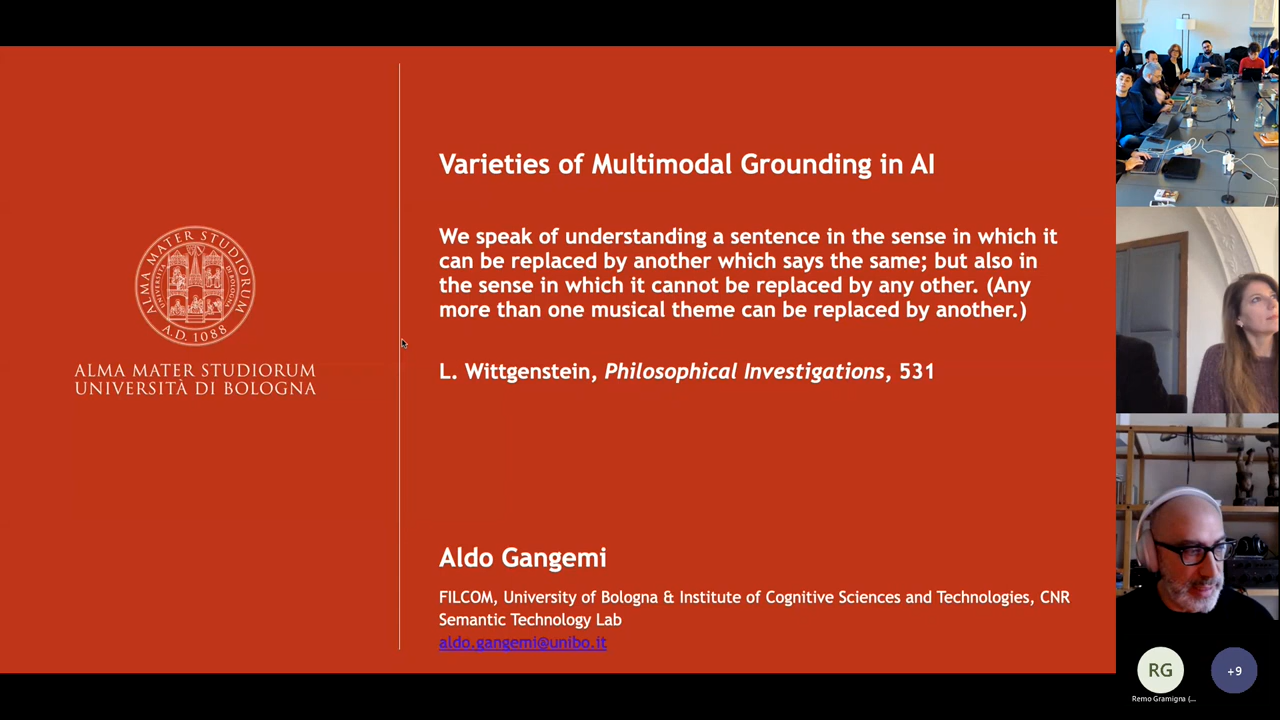 Varieties of Multimodal Grounding in AI
We speak of understanding a sentence in the sense in which it
can be replaced by another which says the same; but also in
the sense in which it cannot be replaced by any other. (Any
more than one musical theme can be replaced by another.)
L. Wittgenstein, Philosophical Investigations, 531
ALMA MATER STUDIORUM
A.D. 1088
ALMA MATER STUDIORUM
UNIVERSITÀ DI BOLOGNA
Aldo Gangemi
FILCOM, University of Bologna & Institute of Cognitive Sciences and Technologies, CNR
Semantic Technology Lab
aldo.gangemi@unibo.it
RG
+9
Remo Gramigna (...